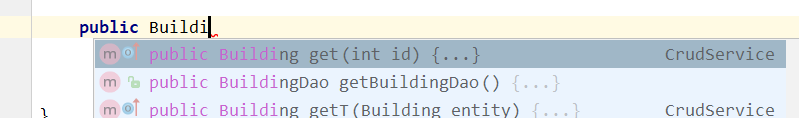 public Buildi
m public Building get(int id) {...} CrudService
m public BuildingDao getBuildingDao() {...}
m public Building getT(Building entity) {...} CrudService
}